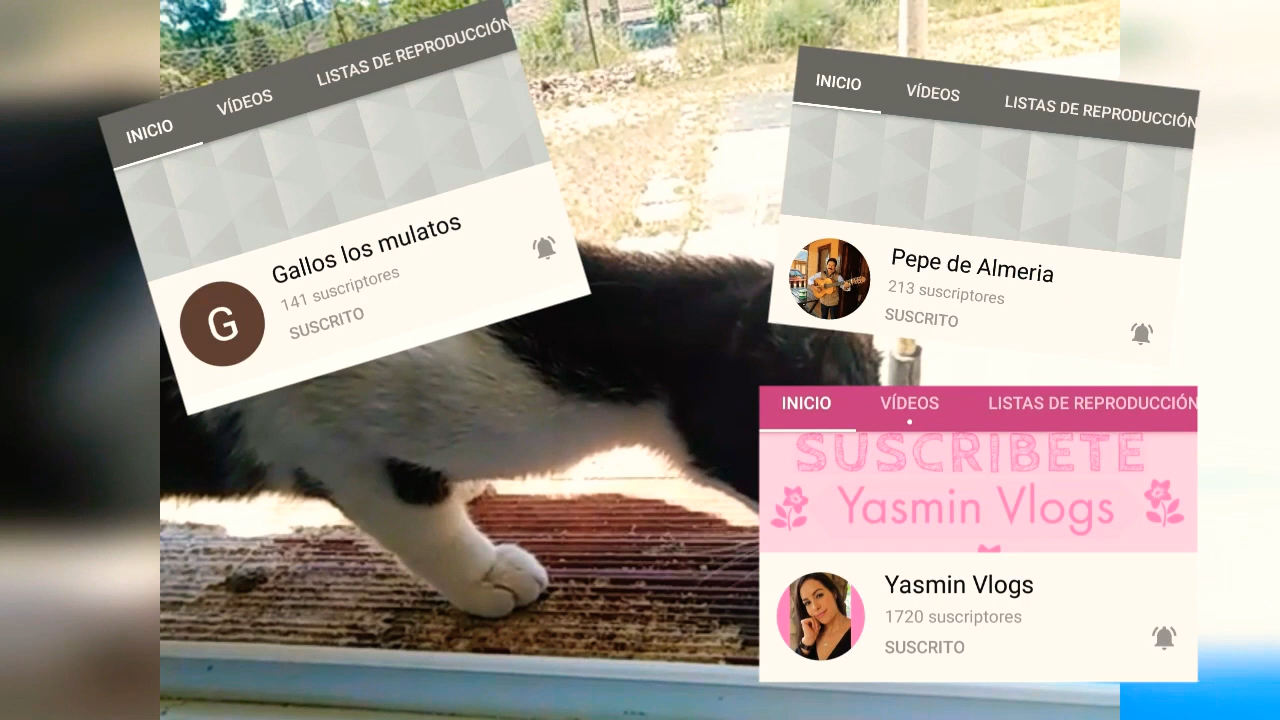 INICIO VÍDEOS LISTAS DE REPRODUCCIÓN
G
Gallos los mulatos
141 suscriptores
SUSCRITO
INICIO VÍDEOS LISTAS DE REPRODUCCIÓN
Pepe de Almeria
213 suscriptores
SUSCRITO
INICIO VÍDEOS LISTAS DE REPRODUCCIÓN
SUSCRIBETE
Yasmin Vlogs
Yasmin Vlogs
1720 suscriptores
SUSCRITO